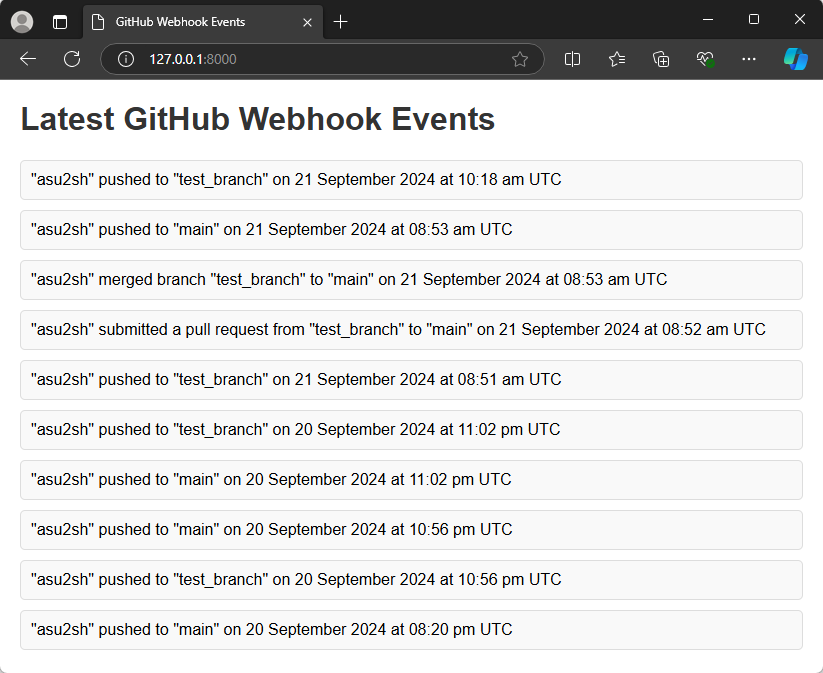 GitHub Webhook Events
127.0.0.1:8000
Latest GitHub Webhook Events
"asu2sh" pushed to "test_branch" on 21 September 2024 at 10:18 am UTC
"asu2sh" pushed to "main" on 21 September 2024 at 08:53 am UTC
"asu2sh" merged branch "test_branch" to "main" on 21 September 2024 at 08:53 am UTC
"asu2sh" submitted a pull request from "test_branch" to "main" on 21 September 2024 at 08:52 am UTC
"asu2sh" pushed to "test_branch" on 21 September 2024 at 08:51 am UTC
"asu2sh" pushed to "test_branch" on 20 September 2024 at 11:02 pm UTC
"asu2sh" pushed to "main" on 20 September 2024 at 11:02 pm UTC
"asu2sh" pushed to "main" on 20 September 2024 at 10:56 pm UTC
"asu2sh" pushed to "test_branch" on 20 September 2024 at 10:56 pm UTC
"asu2sh" pushed to "main" on 20 September 2024 at 08:20 pm UTC